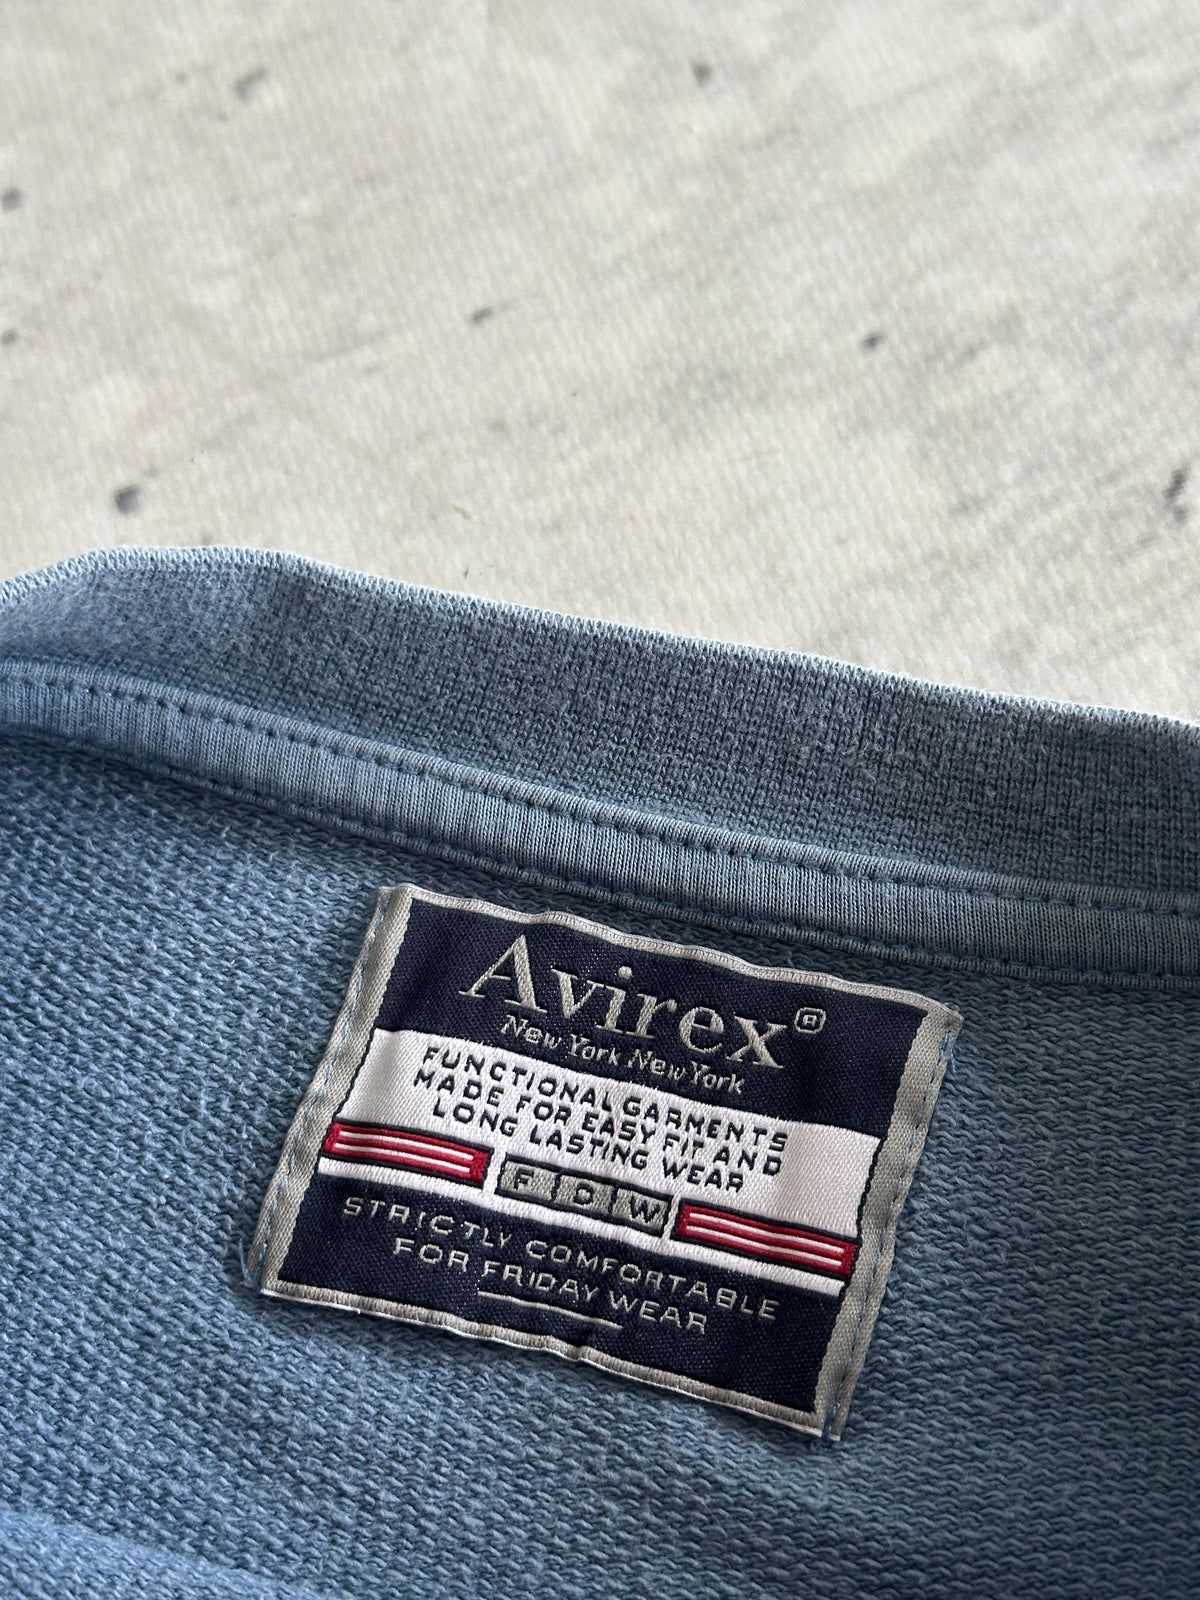 Avirex®
New York New York
FUNCTIONAL GARMENTS
MADE FOR EASY FIT AND
LONG LASTING WEAR
F D W
STRICTLY COMFORTABLE
FOR FRIDAY WEAR